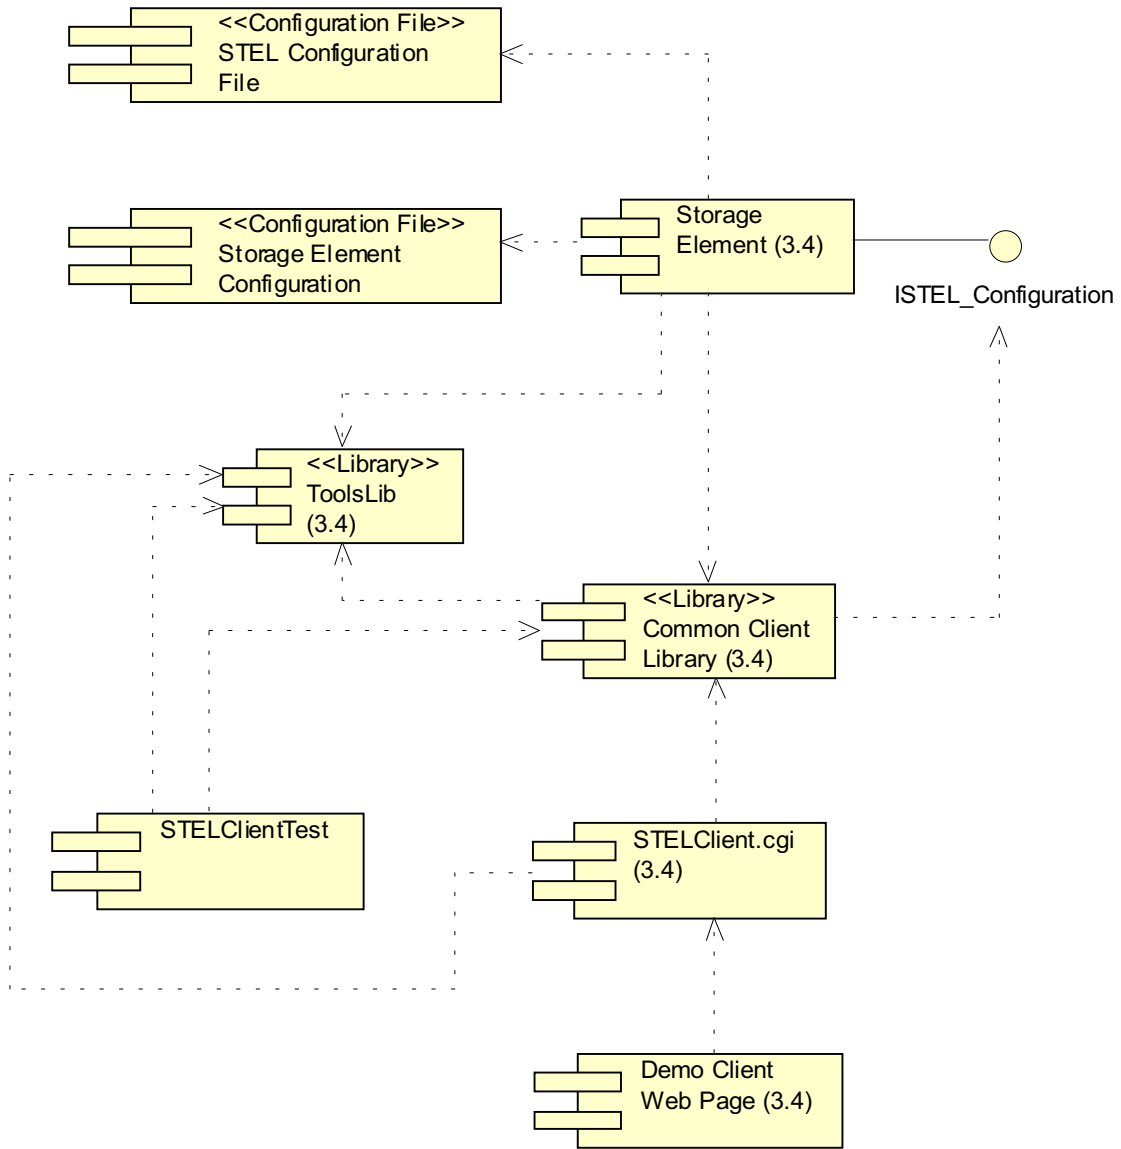 <<Configuration File>>
STEL Configuration
File
<<Configuration File>>
Storage Element
Configuration
Storage
Element (3.4)
ISTEL_Configuration
<<Library>>
ToolsLib
(3.4)
<<Library>>
Common Client
Library (3.4)
STELClientTest
STELClient.cgi
(3.4)
Demo Client
Web Page (3.4)